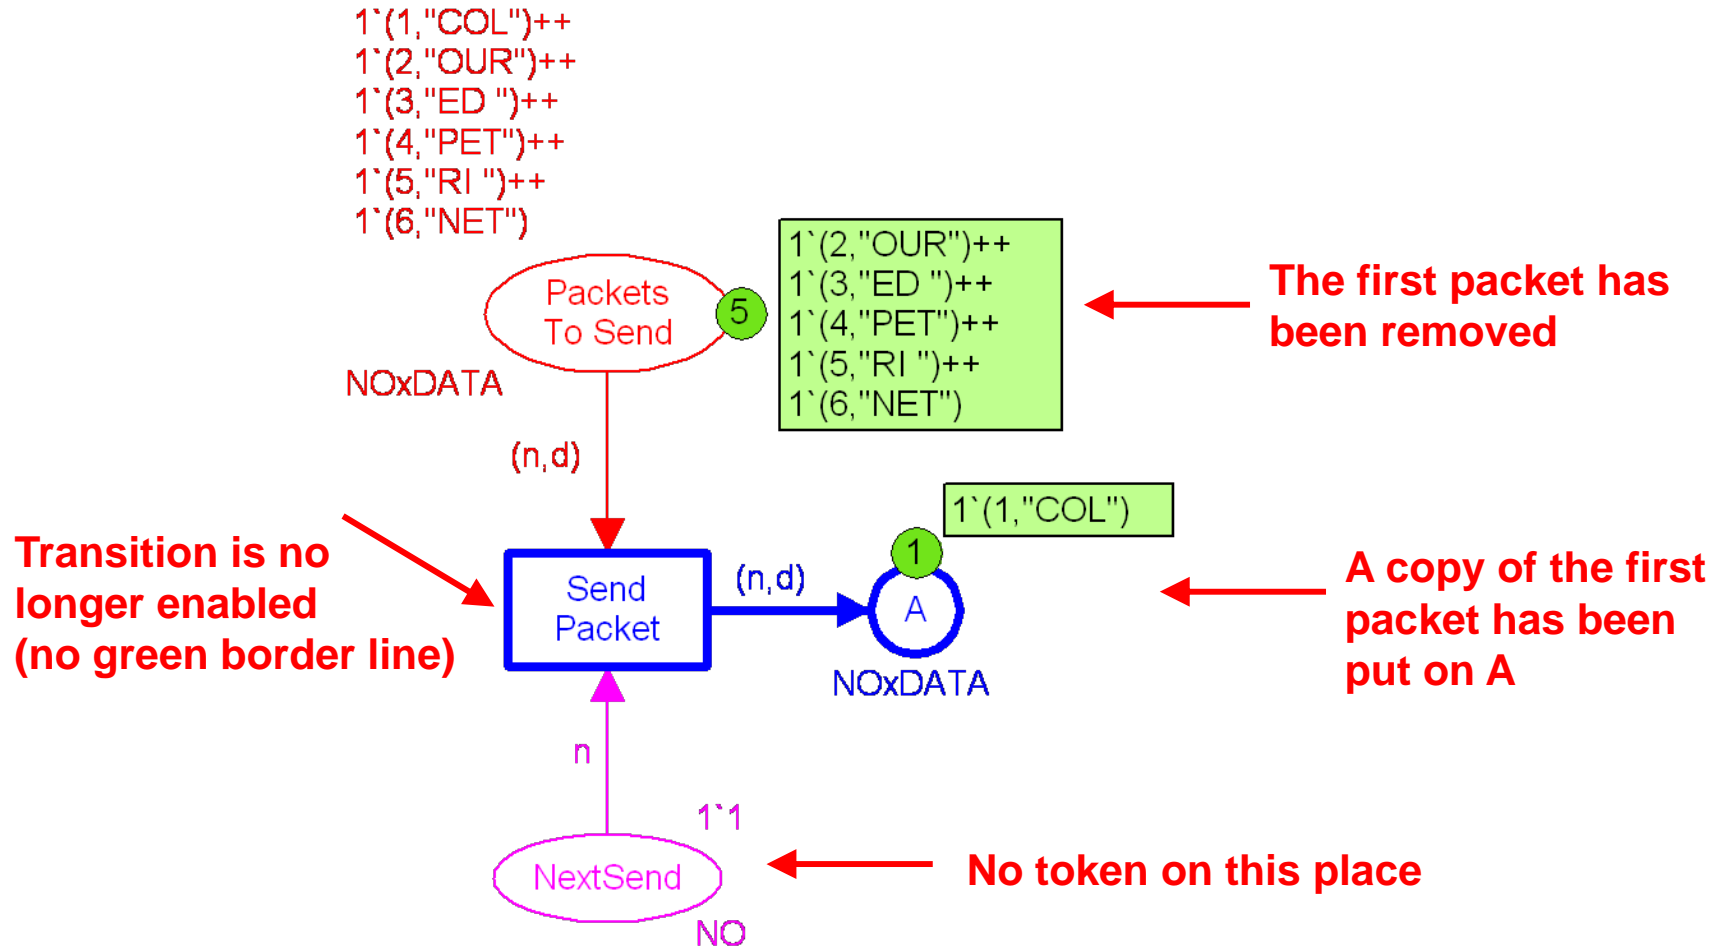 1`(1,"COL")++
1`(2,"OUR")++
1`(3,"ED ")++
1`(4,"PET")++
1`(5,"RI ")++
1`(6,"NET")
Packets
To Send
5
NOxDATA
1`(2,"OUR")++
1`(3,"ED ")++
1`(4,"PET")++
1`(5,"RI ")++
1`(6,"NET")
The first packet has
been removed
(n,d)
Transition is no
longer enabled
(no green border line)
Send
Packet
(n,d)
1`(1,"COL")
1
A
NOxDATA
A copy of the first
packet has been
put on A
n
1`1
NextSend
NO
No token on this place